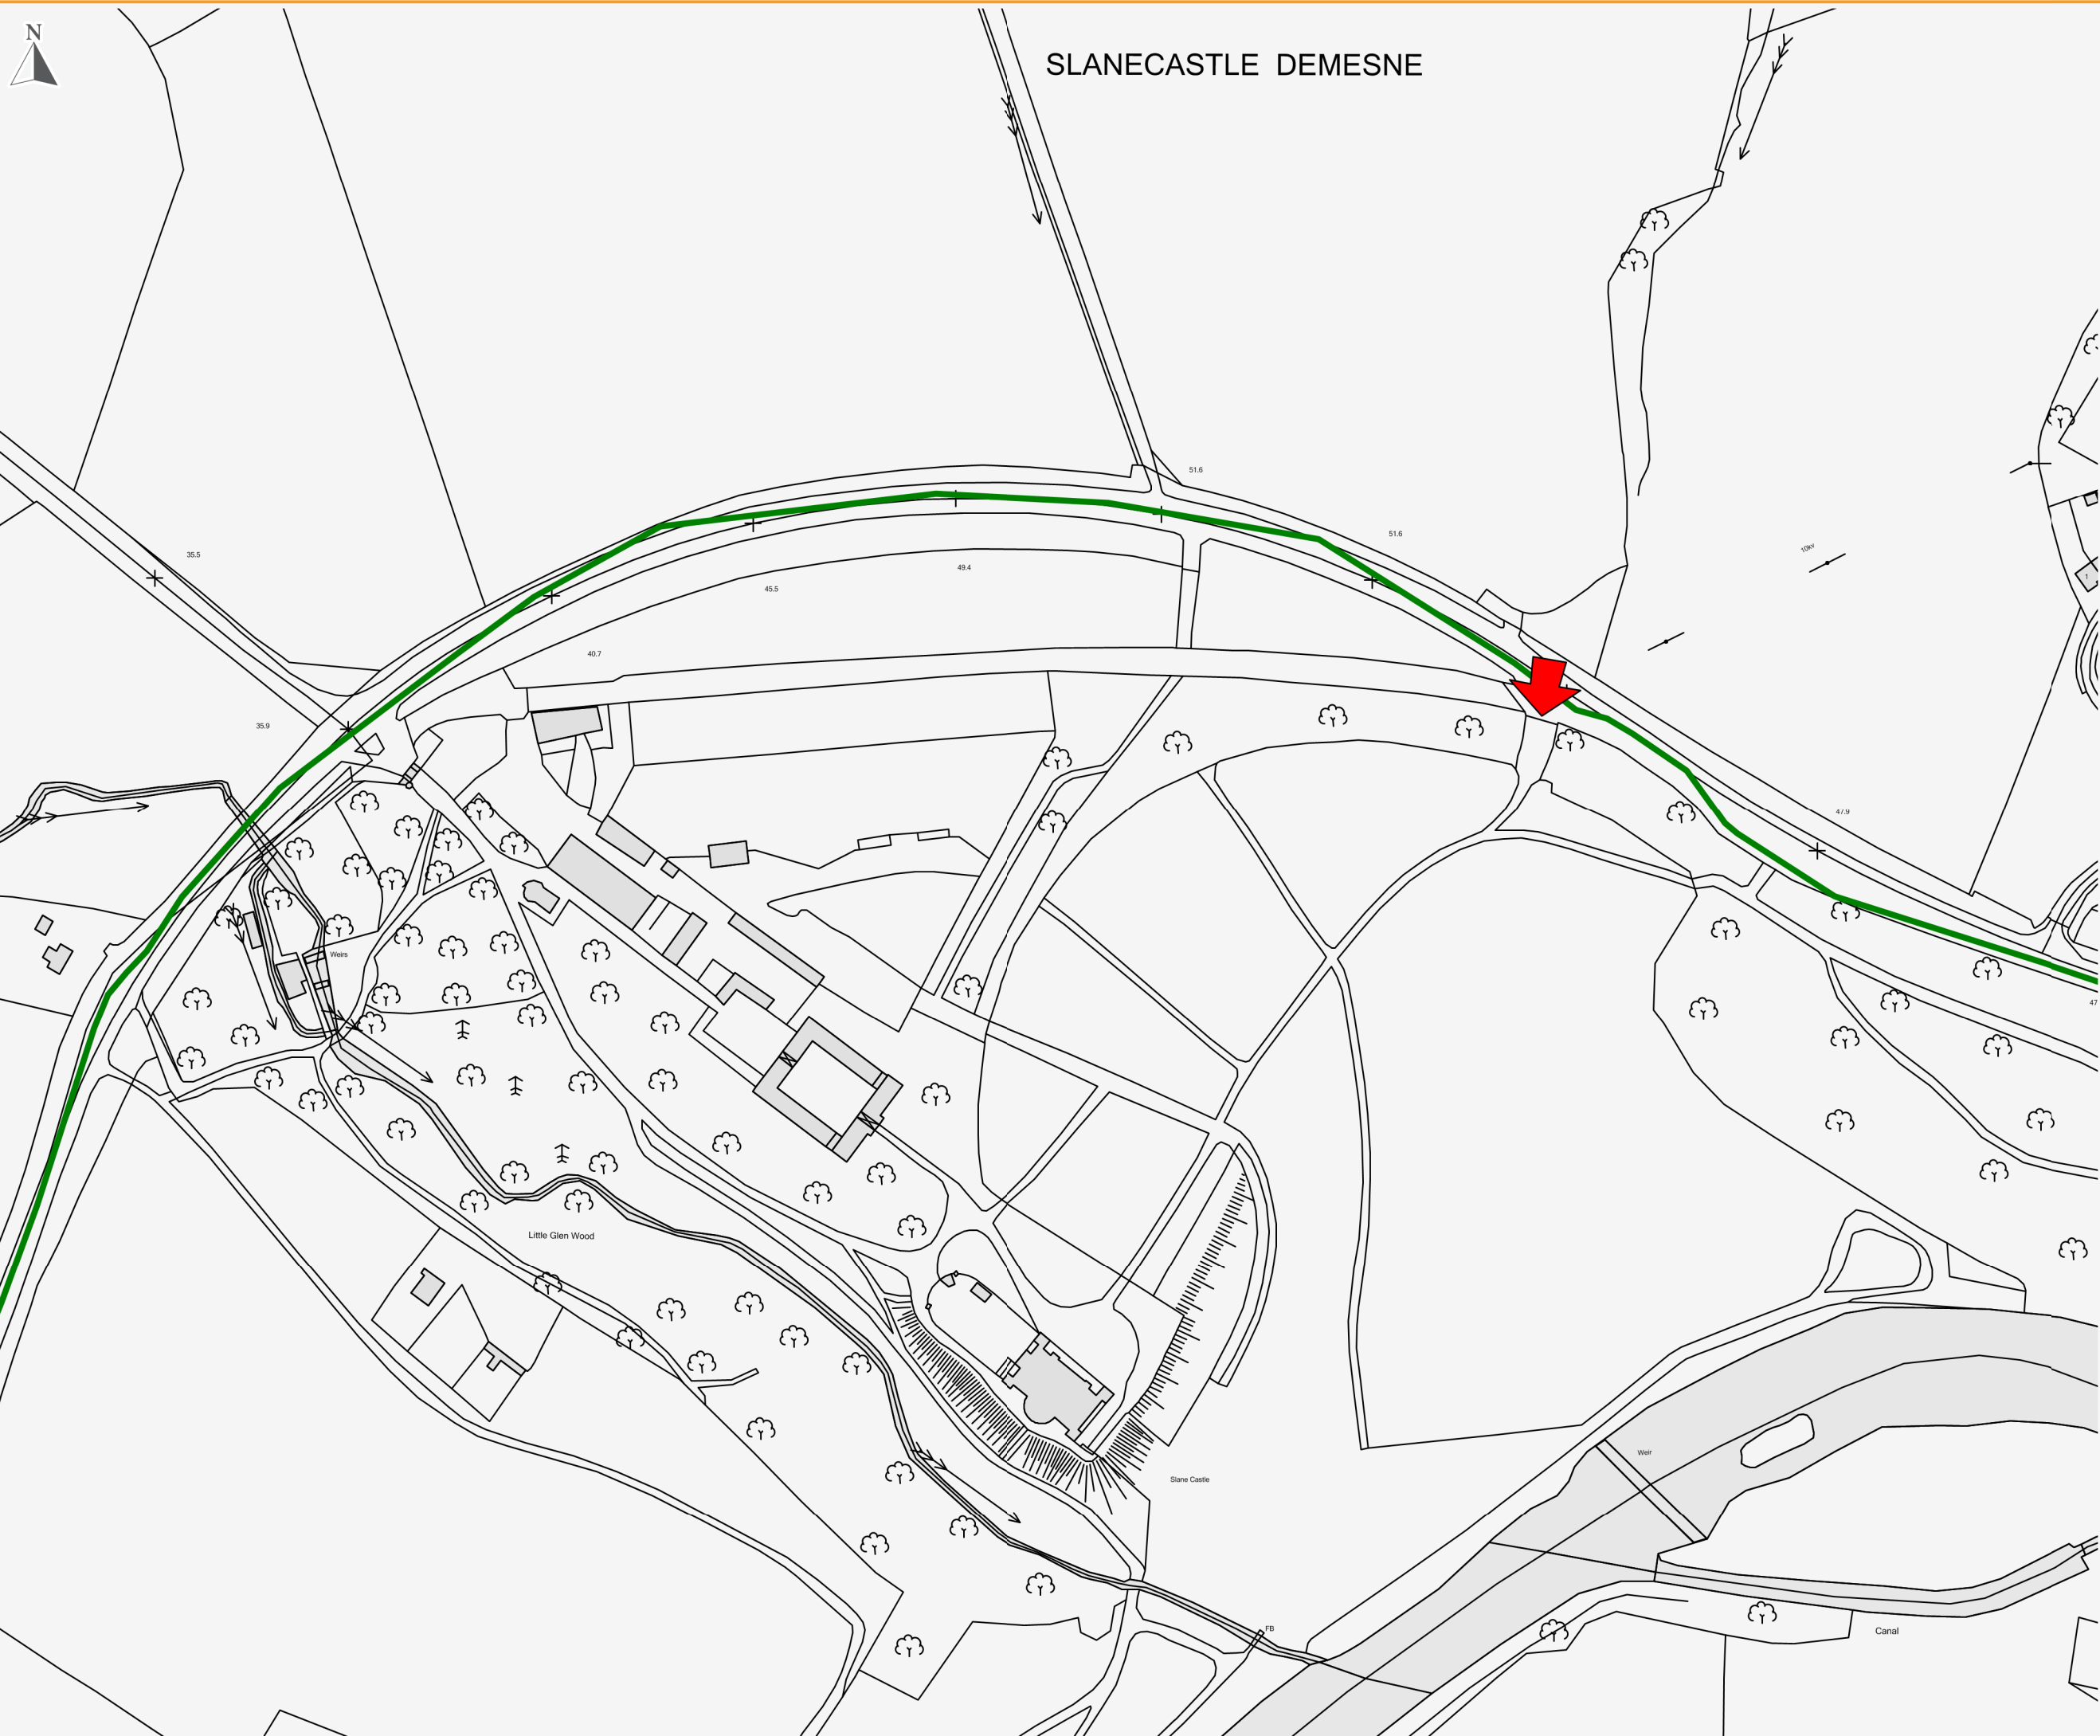 N
SLANECASTLE DEMESNE
51.6
51.6
35.5
49.4
10kv
45.5
40.7
35.9
47.9
Weirs
47
Little Glen Wood
Weir
Slane Castle
FB
Canal